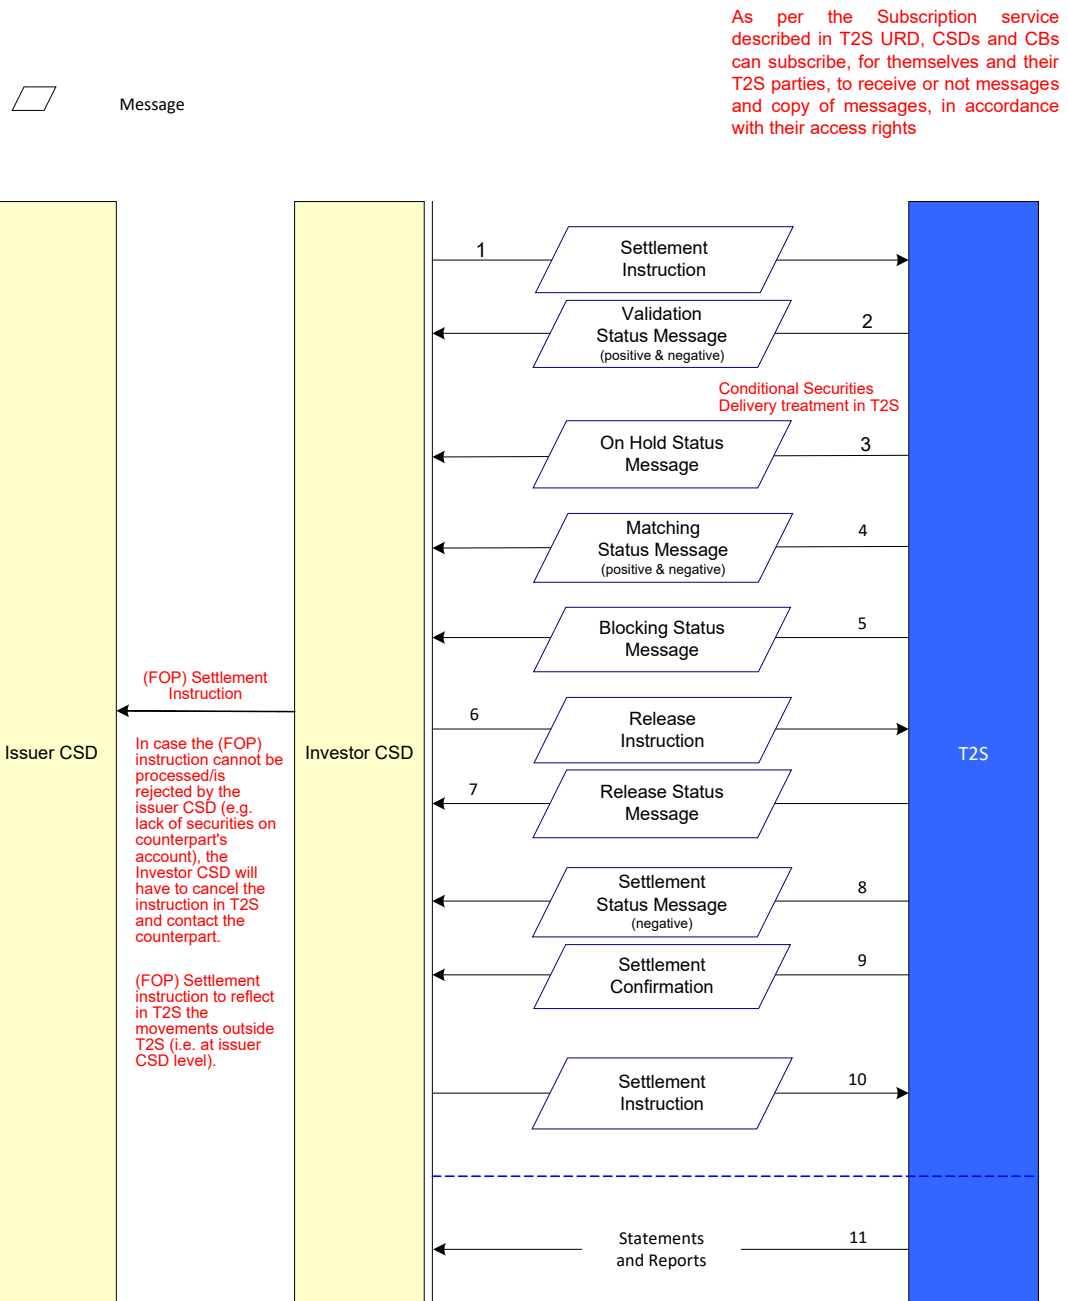 As per the Subscription service
described in T2S URD, CSDs and CBs
can subscribe, for themselves and their
T2S parties, to receive or not messages
and copy of messages, in accordance
with their access rights
Message
1
Settlement
Instruction
Validation
Status Message
(positive & negative)
2
Conditional Securities
Delivery treatment in T2S
On Hold Status
Message
3
Matching
Status Message
(positive & negative)
4
Blocking Status
Message
5
(FOP) Settlement
Instruction
6
Release
Instruction
Issuer CSD
In case the (FOP)
instruction cannot be
processed/is
rejected by the
issuer CSD (e.g.
lack of securities on
counterpart's
account), the
Investor CSD will
have to cancel the
instruction in T2S
and contact the
counterpart.
Investor CSD
T2S
7
Release Status
Message
Settlement
Status Message
(negative)
8
Settlement
Confirmation
9
(FOP) Settlement
instruction to reflect
in T2S the
movements outside
T2S (i.e. at issuer
CSD level).
Settlement
Instruction
10
Statements
and Reports
11